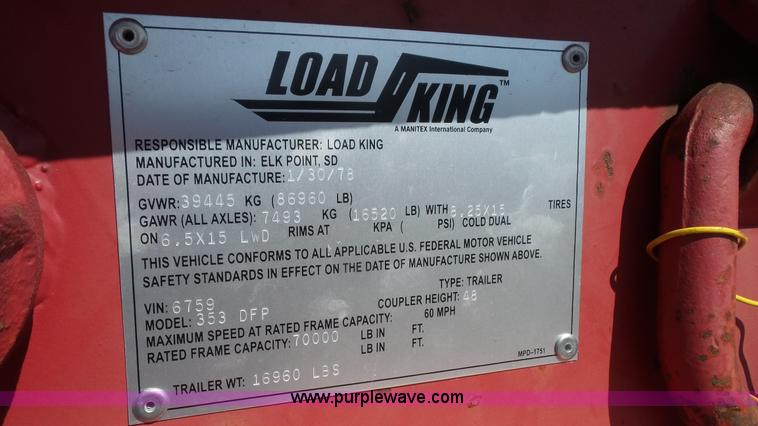 LOAD KING™
A MANITEX International Company
RESPONSIBLE MANUFACTURER: LOAD KING
MANUFACTURED IN: ELK POINT, SD
DATE OF MANUFACTURE: 1/30/78
GVWR: 39445 KG (86960 LB)
GAWR (ALL AXLES): 7493 KG (16520 LB) WITH 8.25X15 TIRES
ON 6.5X15 LWD RIMS AT KPA ( PSI) COLD DUAL
THIS VEHICLE CONFORMS TO ALL APPLICABLE U.S. FEDERAL MOTOR VEHICLE
SAFETY STANDARDS IN EFFECT ON THE DATE OF MANUFACTURE SHOWN ABOVE.
VIN: 6759 TYPE: TRAILER
MODEL: 353 DFP COUPLER HEIGHT: 48
MAXIMUM SPEED AT RATED FRAME CAPACITY: 60 MPH
RATED FRAME CAPACITY: 70000 LB IN FT.
LB IN FT.
MPD-1751
TRAILER WT: 16960 LBS
www.purplewave.com